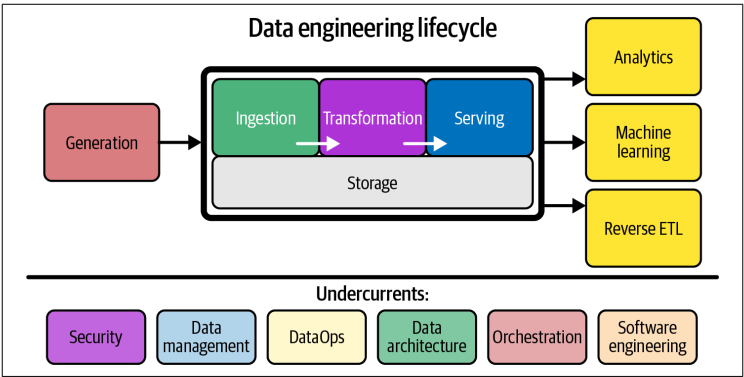 Data engineering lifecycle
Generation
Ingestion
Transformation
Serving
Storage
Analytics
Machine
learning
Reverse ETL
Undercurrents:
Security
Data
management
DataOps
Data
architecture
Orchestration
Software
engineering